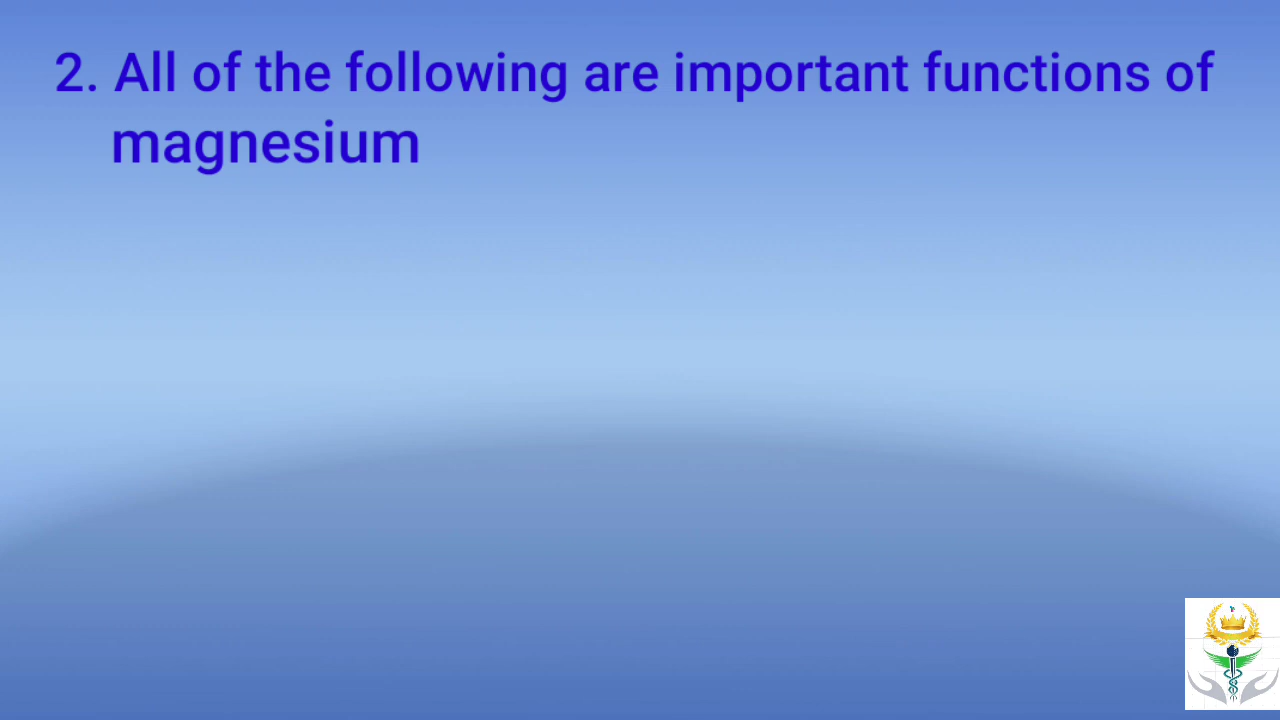 2. All of the following are important functions of
magnesium